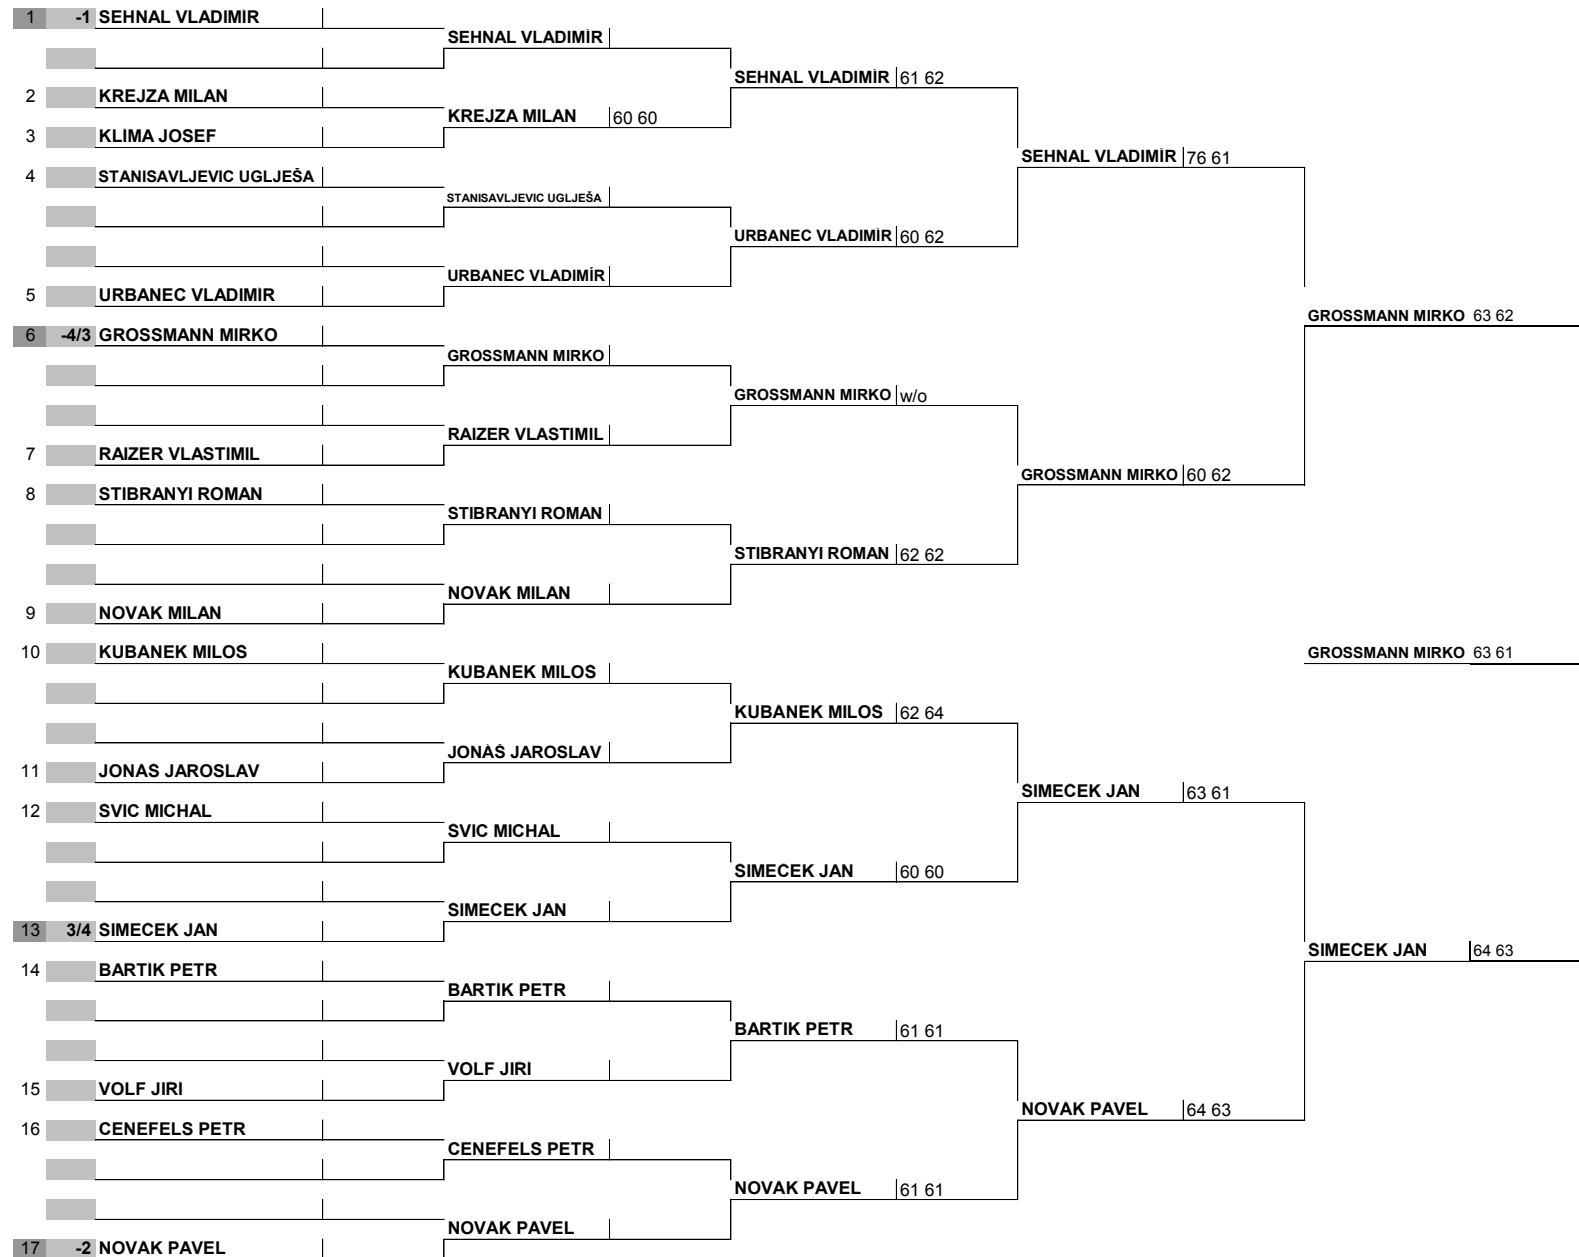 1 -1 SEHNAL VLADIMÍR
SEHNAL VLADIMÍR
SEHNAL VLADIMÍR 61 62
2 KREJZA MILAN
KREJZA MILAN 60 60
3 KLIMA JOSEF
SEHNAL VLADIMÍR 76 61
4 STANISAVLJEVIC UGLJEŠA
STANISAVLJEVIC UGLJEŠA
URBANEC VLADIMÍR 60 62
URBANEC VLADIMÍR
5 URBANEC VLADIMIR
GROSSMANN MIRKO 63 62
6 -4/3 GROSSMANN MIRKO
GROSSMANN MIRKO
GROSSMANN MIRKO w/o
RAIZER VLASTIMIL
7 RAIZER VLASTIMIL
GROSSMANN MIRKO 60 62
8 STIBRANYI ROMAN
STIBRANYI ROMAN
STIBRANYI ROMAN 62 62
NOVAK MILAN
9 NOVAK MILAN
10 KUBANEK MILOS
GROSSMANN MIRKO 63 61
KUBANEK MILOS
KUBANEK MILOS 62 64
JONÁŠ JAROSLAV
11 JONAS JAROSLAV
SIMECEK JAN 63 61
12 SVIC MICHAL
SVIC MICHAL
SIMECEK JAN 60 60
SIMECEK JAN
13 3/4 SIMECEK JAN
SIMECEK JAN 64 63
14 BARTIK PETR
BARTIK PETR
BARTIK PETR 61 61
VOLF JIRI
15 VOLF JIRI
NOVAK PAVEL 64 63
16 CENEFELS PETR
CENEFELS PETR
NOVAK PAVEL 61 61
NOVAK PAVEL
17 -2 NOVAK PAVEL